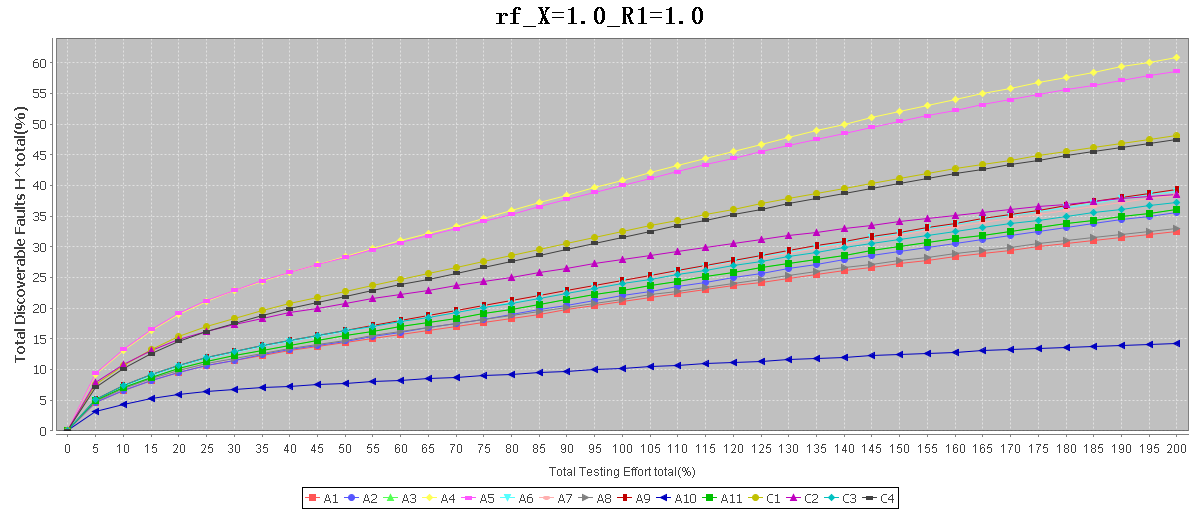 rf_X=1.0_R1=1.0
Total Discoverable Faults H^total(%)
60
55
50
45
40
35
30
25
20
15
10
5
0
0 5 10 15 20 25 30 35 40 45 50 55 60 65 70 75 80 85 90 95 100 105 110 115 120 125 130 135 140 145 150 155 160 165 170 175 180 185 190 195 200
Total Testing Effort total(%)
A1 A2 A3 A4 A5 A6 A7 A8 A9 A10 A11 C1 C2 C3 C4